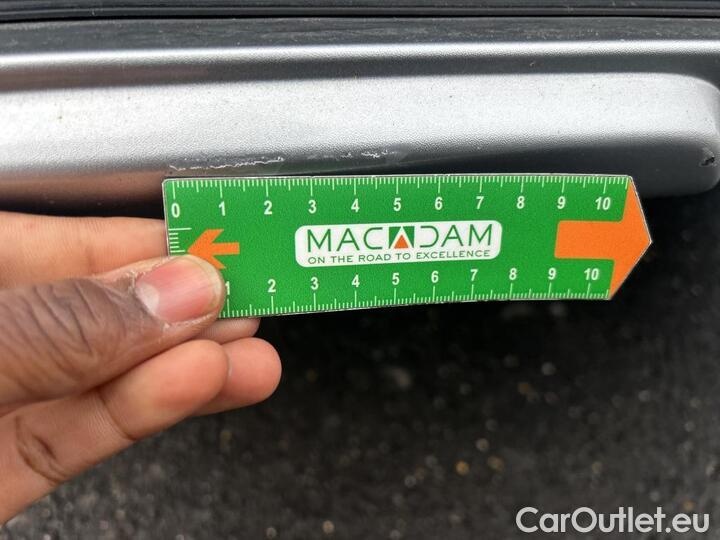 0 1 2 3 4 5 6 7 8 9 10
MACADAM
ON THE ROAD TO EXCELLENCE
1 2 3 4 5 6 7 8 9 10
CarOutlet.eu